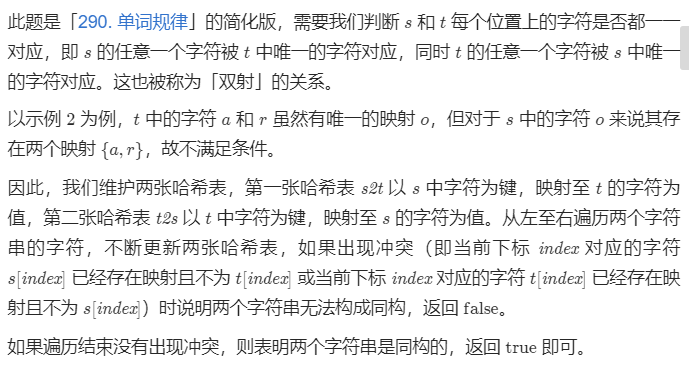 此题是「290. 单词规律」的简化版，需要我们判断 s 和 t 每个位置上的字符是否都一一
对应，即 s 的任意一个字符被 t 中唯一的字符对应，同时 t 的任意一个字符被 s 中唯一
的字符对应。这也被称为「双射」的关系。
以示例 2 为例，t 中的字符 a 和 r 虽然有唯一的映射 o，但对于 s 中的字符 o 来说其存
在两个映射 {a, r}，故不满足条件。
因此，我们维护两张哈希表，第一张哈希表 s2t 以 s 中字符为键，映射至 t 的字符为
值，第二张哈希表 t2s 以 t 中字符为键，映射至 s 的字符为值。从左至右遍历两个字符
串的字符，不断更新两张哈希表，如果出现冲突（即当前下标 index 对应的字符
s[index] 已经存在映射且不为 t[index] 或当前下标 index 对应的字符 t[index] 已经存在映
射且不为 s[index]）时说明两个字符串无法构成同构，返回 false。
如果遍历结束没有出现冲突，则表明两个字符串是同构的，返回 true 即可。